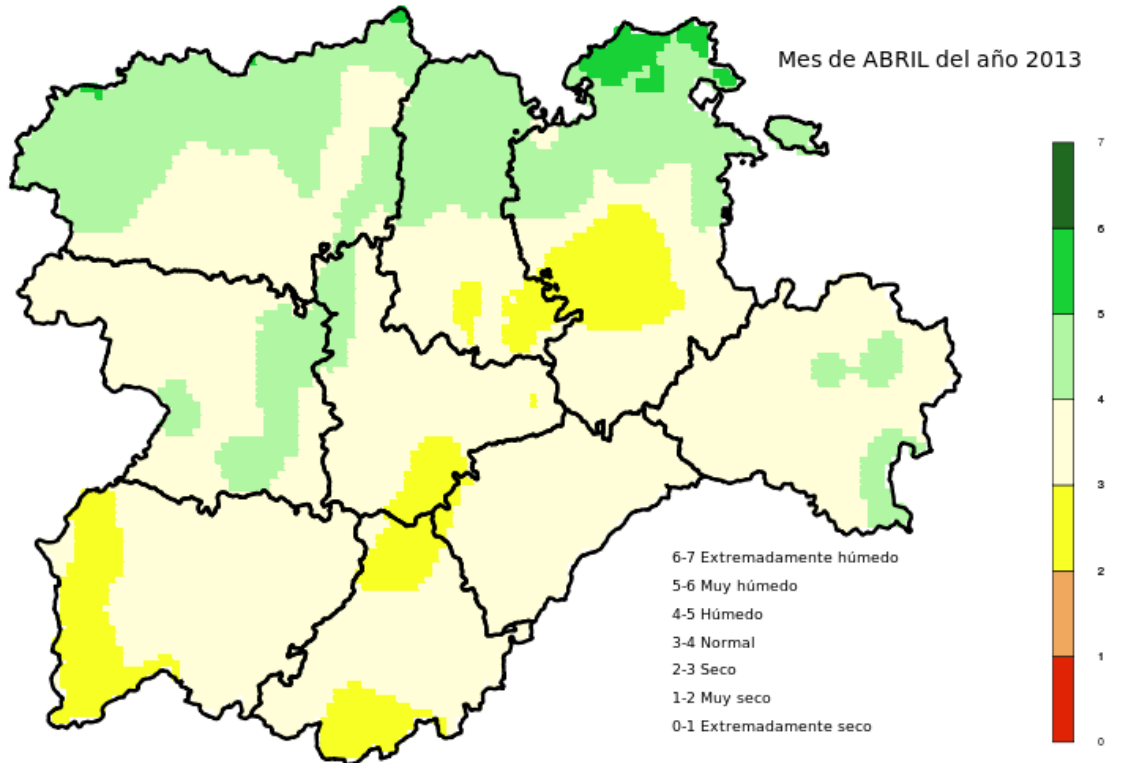 Mes de ABRIL del año 2013
7
6
5
4
3
2
1
0
6-7 Extremadamente húmedo
5-6 Muy húmedo
4-5 Húmedo
3-4 Normal
2-3 Seco
1-2 Muy seco
0-1 Extremadamente seco